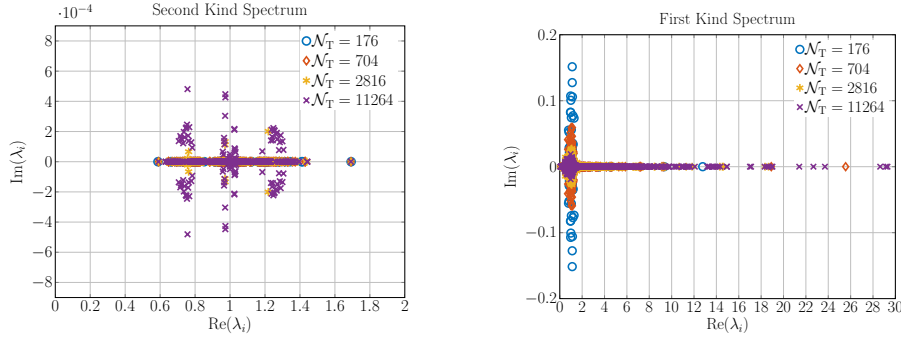 Second Kind Spectrum
·10⁻⁴
8
6
4
2
0
−2
−4
−6
−8
Im(λᵢ)
0 0.2 0.4 0.6 0.8 1 1.2 1.4 1.6 1.8 2
Re(λᵢ)
𝒩_T = 176
𝒩_T = 704
𝒩_T = 2816
𝒩_T = 11264
First Kind Spectrum
0.2
0.1
0
−0.1
−0.2
Im(λᵢ)
0 2 4 6 8 10 12 14 16 18 20 22 24 26 28 30
Re(λᵢ)
𝒩_T = 176
𝒩_T = 704
𝒩_T = 2816
𝒩_T = 11264